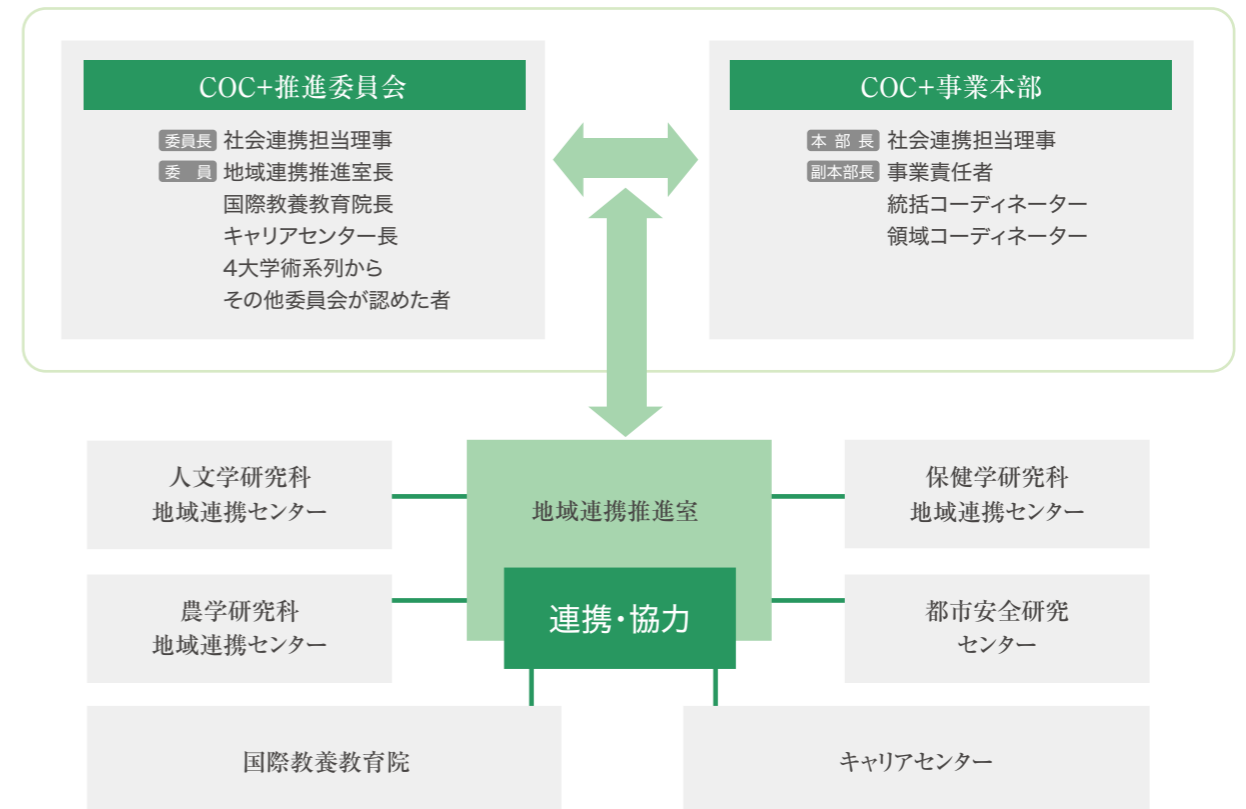 COC+推進委員会
委員長 社会連携担当理事
委 員 地域連携推進室長
国際教養教育院長
キャリアセンター長
4大学術系列から
その他委員会が認めた者
COC+事業本部
本 部 長 社会連携担当理事
副本部長 事業責任者
統括コーディネーター
領域コーディネーター
人文学研究科
地域連携センター
地域連携推進室
保健学研究科
地域連携センター
農学研究科
地域連携センター
連携・協力
都市安全研究
センター
国際教養教育院
キャリアセンター